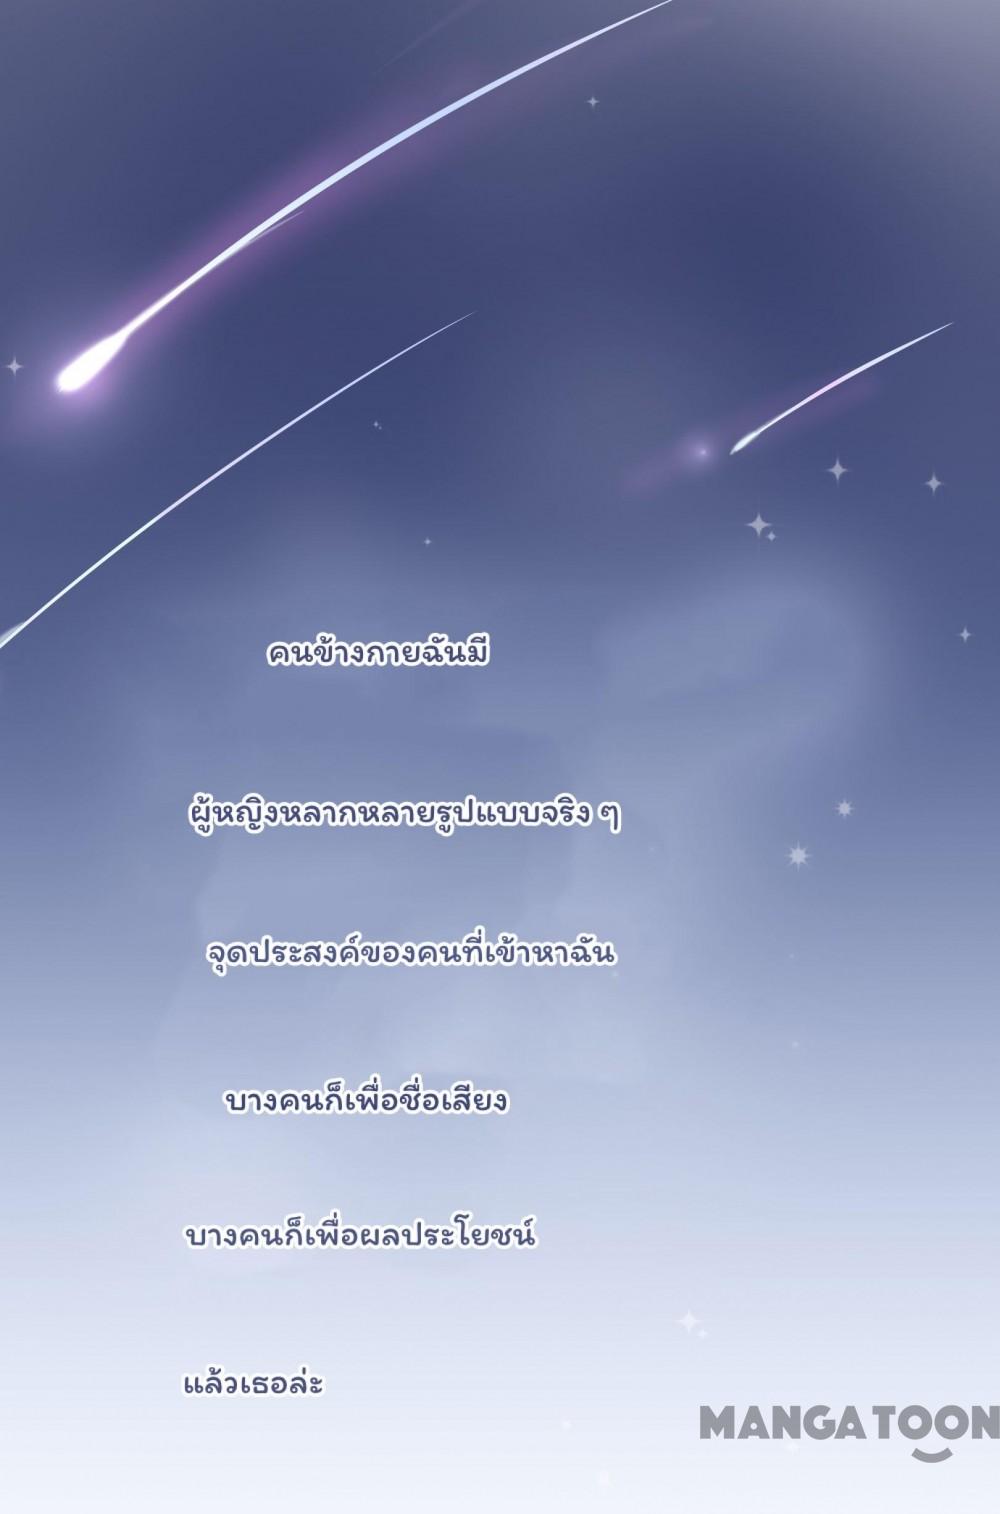 คนข้างกายฉันมี
ผู้หญิงหลากหลายรูปแบบจริง ๆ
จุดประสงค์ของคนที่เข้าหาฉัน
บางคนก็เพื่อชื่อเสียง
บางคนก็เพื่อผลประโยชน์
แล้วเธอล่ะ
MANGATOON